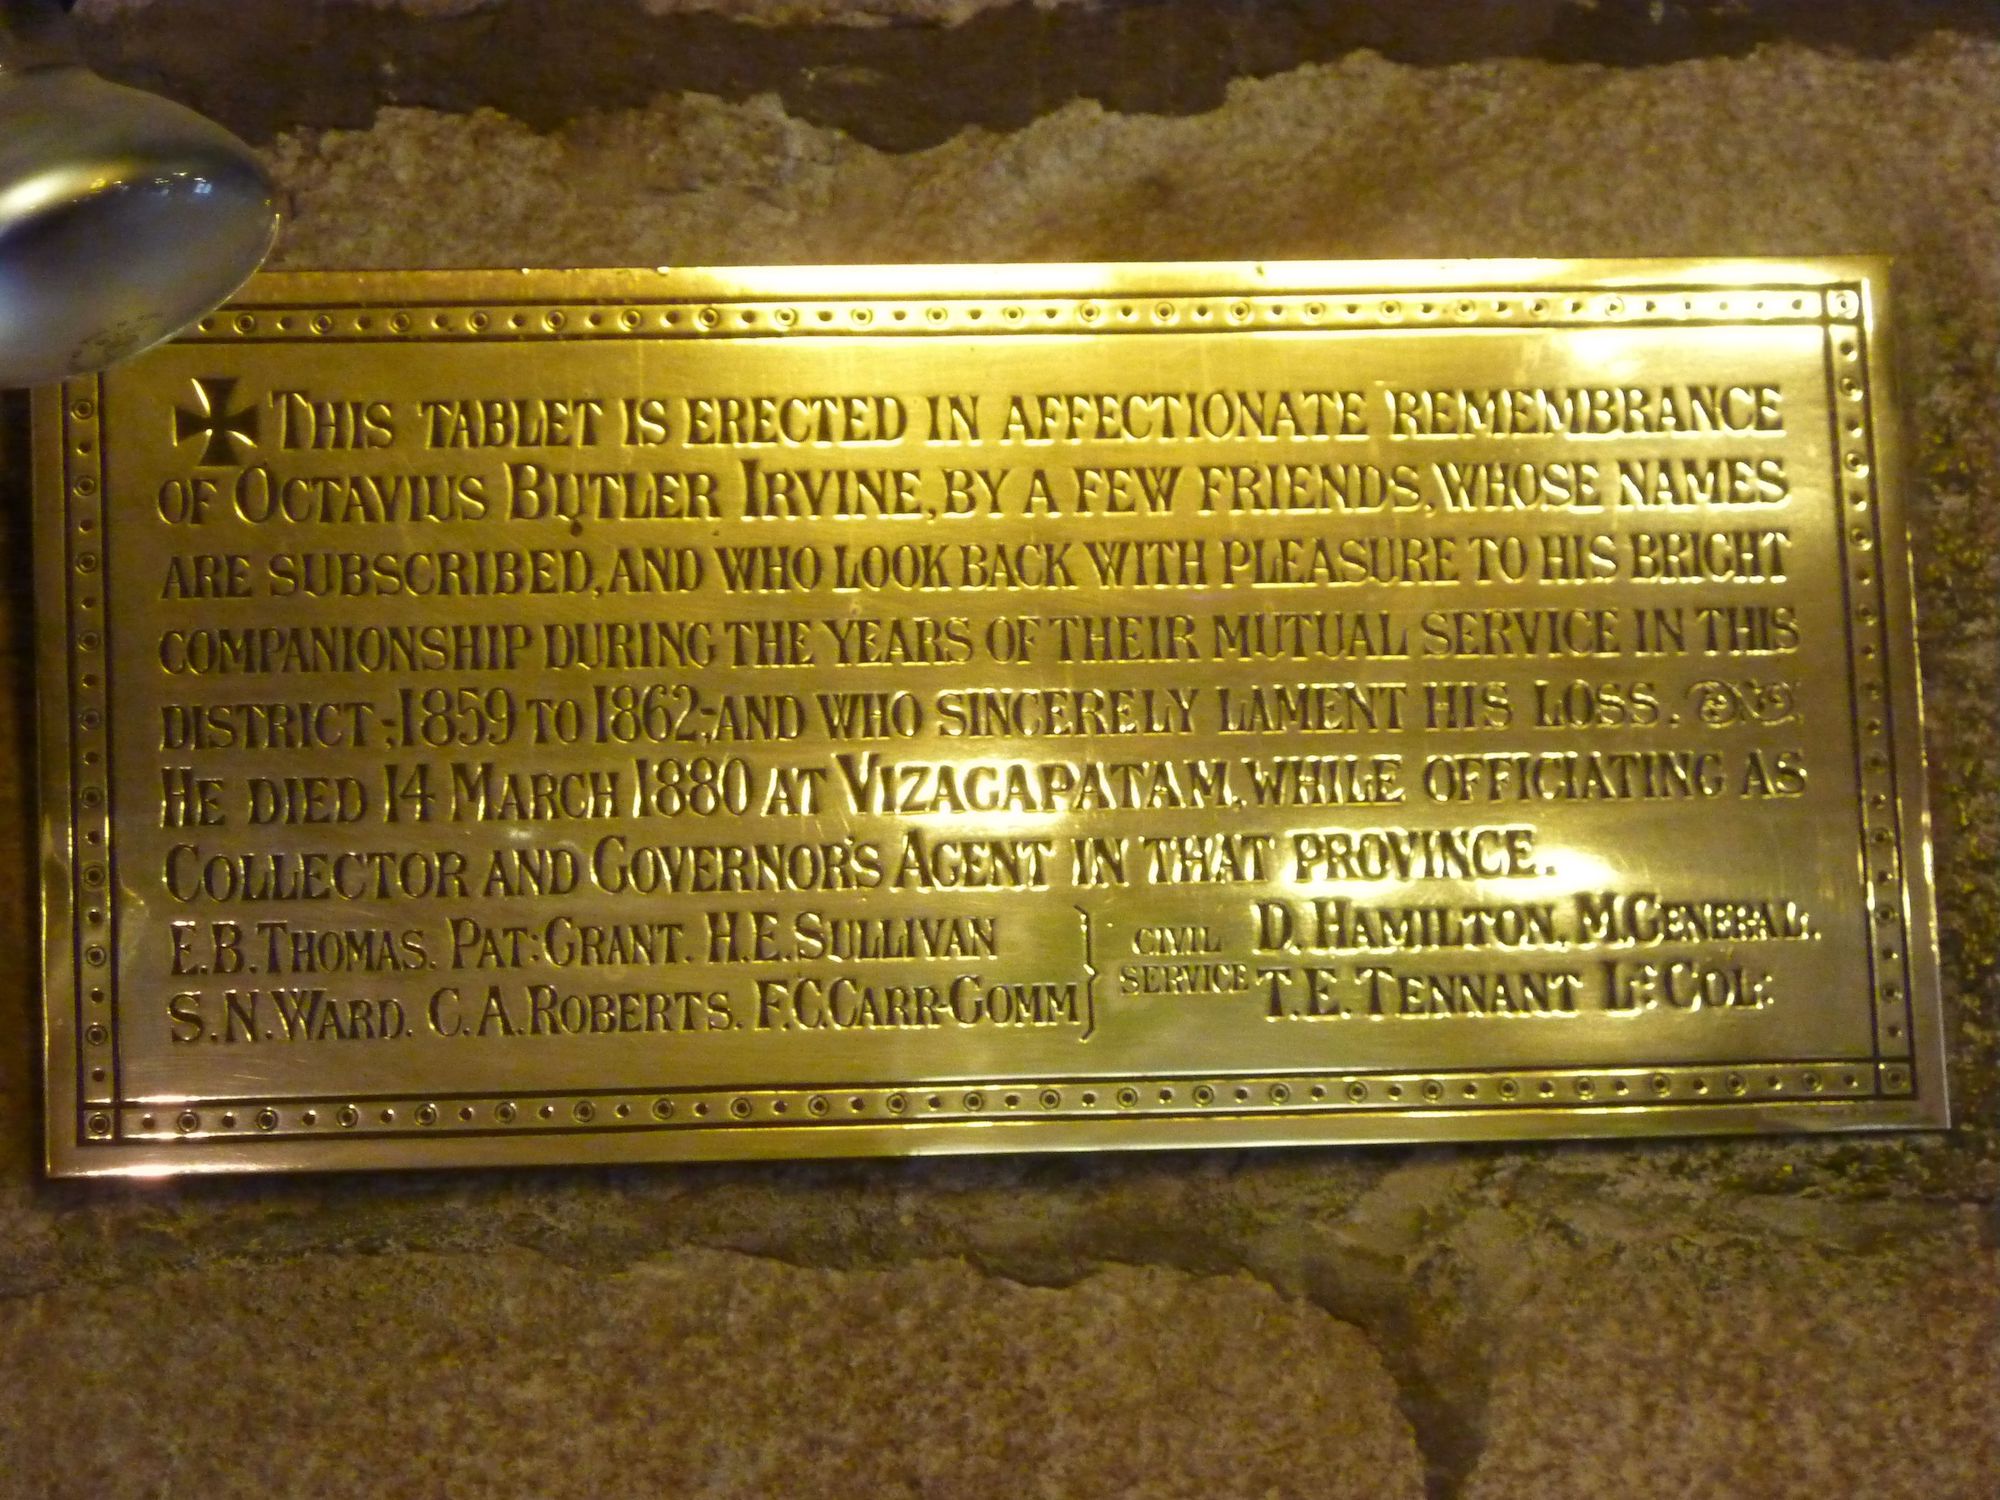 ✠ THIS TABLET IS ERECTED IN AFFECTIONATE REMEMBRANCE
OF OCTAVIUS BUTLER IRVINE, BY A FEW FRIENDS, WHOSE NAMES
ARE SUBSCRIBED, AND WHO LOOK BACK WITH PLEASURE TO HIS BRIGHT
COMPANIONSHIP DURING THE YEARS OF THEIR MUTUAL SERVICE IN THIS
DISTRICT;-1859 TO 1862;-AND WHO SINCERELY LAMENT HIS LOSS.
HE DIED 14 MARCH 1880 AT VIZAGAPATAM, WHILE OFFICIATING AS
COLLECTOR AND GOVERNOR'S AGENT IN THAT PROVINCE.
E.B.THOMAS. PAT:GRANT. H.E.SULLIVAN
S.N.WARD. C.A.ROBERTS. F.C.CARR-GOMM
CIVIL
SERVICE
D. HAMILTON, M.GENERAL.
T.E.TENNANT LT: COL: